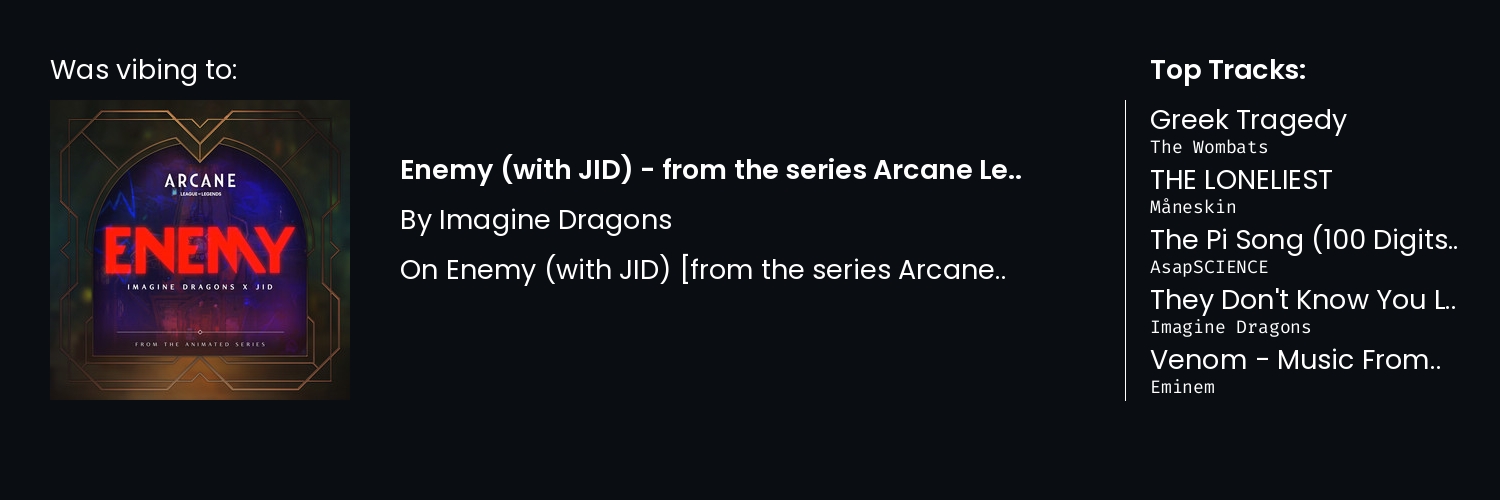 Was vibing to:
ARCANE
LEAGUE OF LEGENDS
ENEMY
IMAGINE DRAGONS X JID
FROM THE ANIMATED SERIES
Enemy (with JID) - from the series Arcane Le..
By Imagine Dragons
On Enemy (with JID) [from the series Arcane..
Top Tracks:
Greek Tragedy
The Wombats
THE LONELIEST
Måneskin
The Pi Song (100 Digits..
AsapSCIENCE
They Don't Know You L..
Imagine Dragons
Venom - Music From..
Eminem